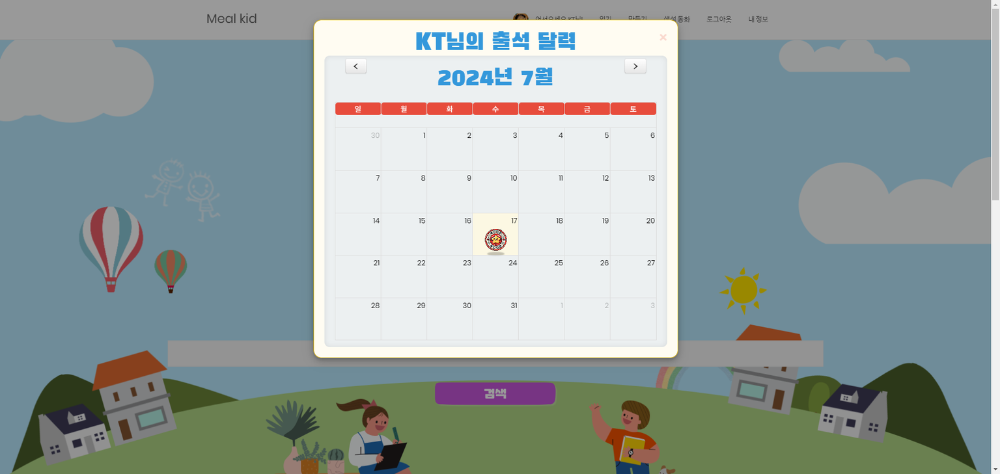 Meal kid
어서오세요 KT님! 읽기 만들기 생성 동화 로그아웃 내 정보
KT님의 출석 달력
×
2024년 7월
일 월 화 수 목 금 토
30 1 2 3 4 5 6
7 8 9 10 11 12 13
14 15 16 17 18 19 20
21 22 23 24 25 26 27
28 29 30 31 1 2 3
검색